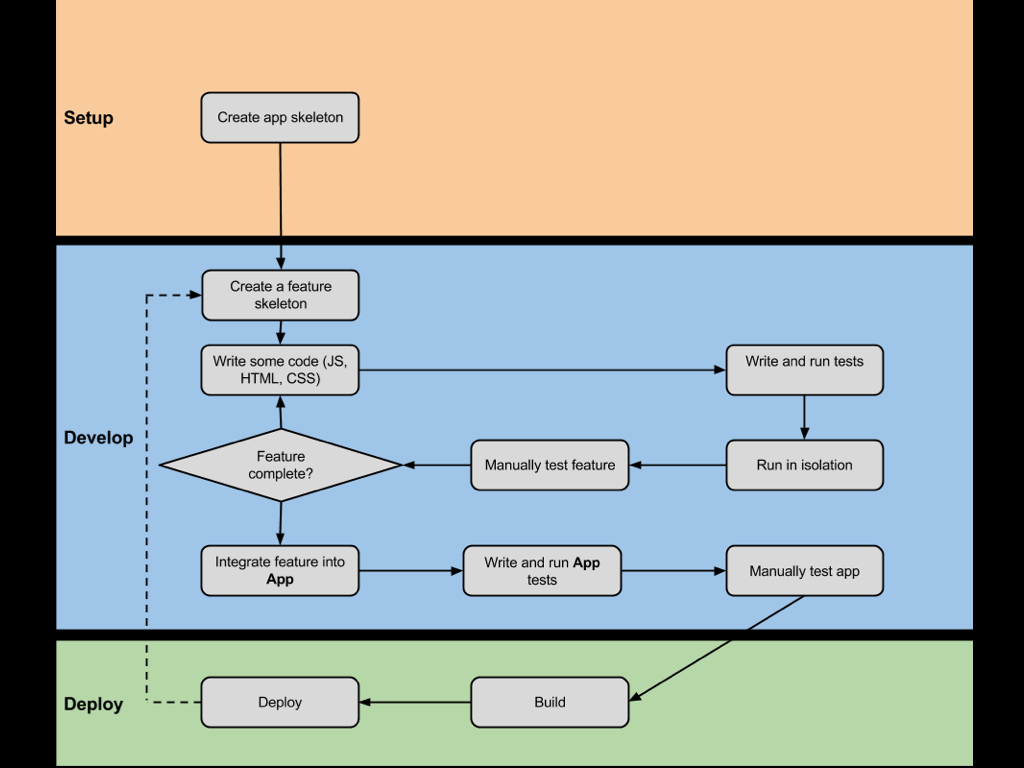 Setup
Create app skeleton
Create a feature
skeleton
Write some code (JS,
HTML, CSS)
Write and run tests
Develop
Feature
complete?
Manually test feature
Run in isolation
Integrate feature into
App
Write and run App
tests
Manually test app
Deploy
Deploy
Build